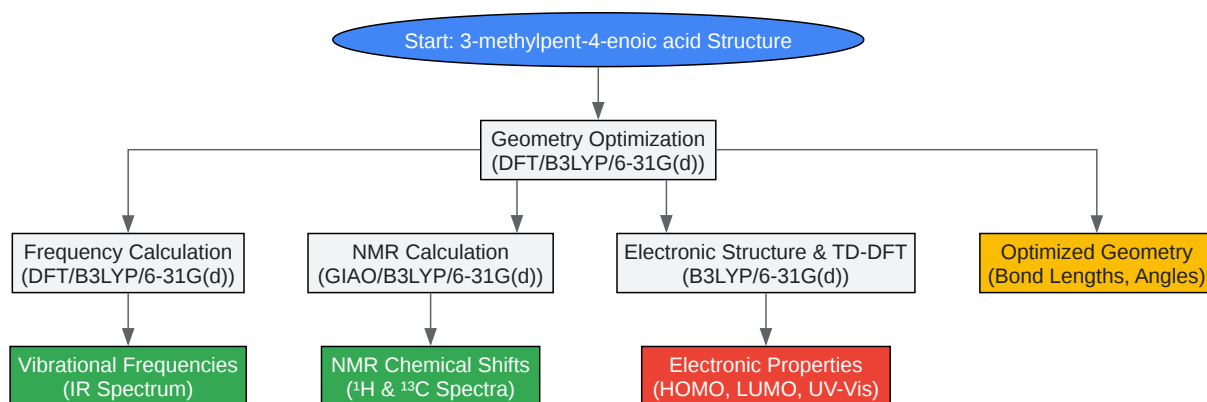 Start: 3-methylpent-4-enoic acid Structure
Geometry Optimization
(DFT/B3LYP/6-31G(d))
Frequency Calculation
(DFT/B3LYP/6-31G(d))
NMR Calculation
(GIAO/B3LYP/6-31G(d))
Electronic Structure & TD-DFT
(B3LYP/6-31G(d))
Optimized Geometry
(Bond Lengths, Angles)
Vibrational Frequencies
(IR Spectrum)
NMR Chemical Shifts
(¹H & ¹³C Spectra)
Electronic Properties
(HOMO, LUMO, UV-Vis)